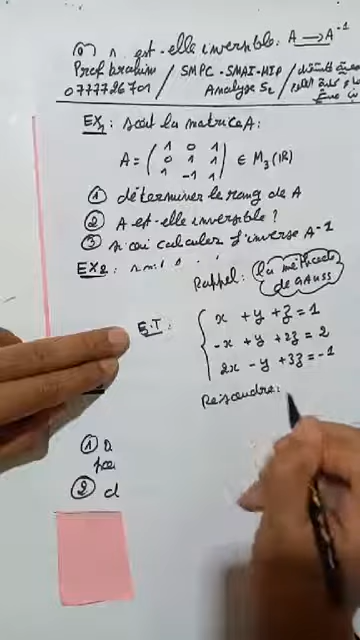 est-elle inversible. A → A⁻¹
Prof brahim / SMPC - SMAI - MIP
0777726701 / Analyse S₂
EX₁: soit la matrice A:
A = ( 1 0 1
0 1 1
1 -1 1 ) ∈ M₃(IR)
① déterminer le rang de A
② A est-elle inversible ?
③ si oui calculer l'inverse A⁻¹
EX2:
Rappel: la méthode
de GAUSS
E.T:
{ x + y + z = 1
-x + y + 2z = 2
2x - y + 3z = -1
Résoudre:
①
② d